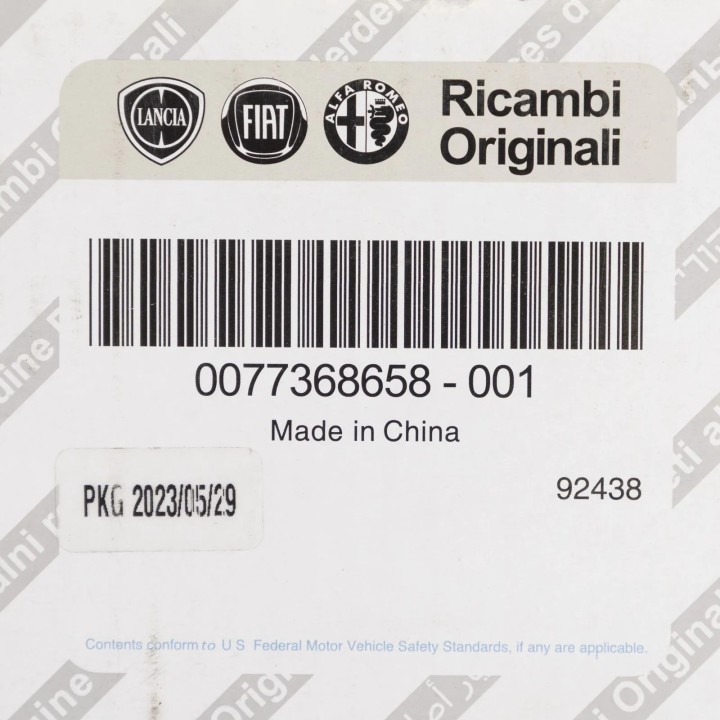 LANCIA
FIAT
ALFA ROMEO
Ricambi
Originali
0077368658 - 001
Made in China
PKG 2023/05/29
92438
Contents conform to U S Federal Motor Vehicle Safety Standards, if any are applicable.